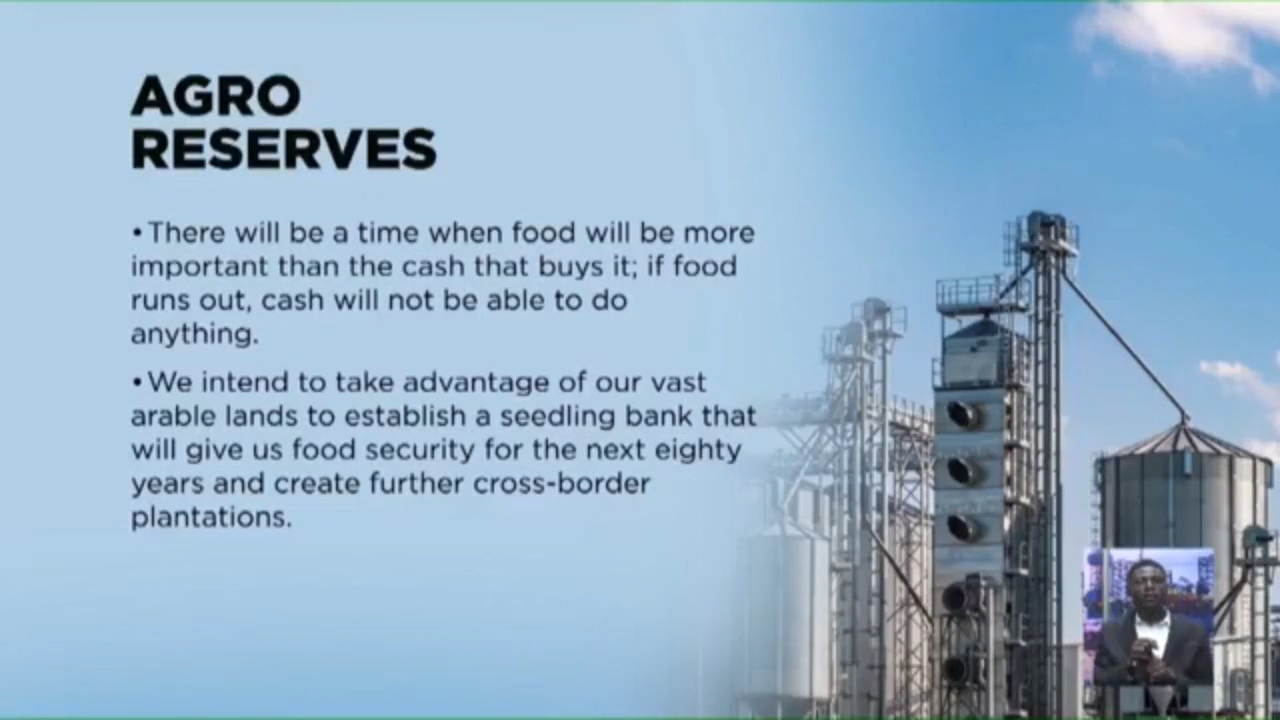 AGRO
RESERVES
•There will be a time when food will be more
important than the cash that buys it; if food
runs out, cash will not be able to do
anything.
•We intend to take advantage of our vast
arable lands to establish a seedling bank that
will give us food security for the next eighty
years and create further cross-border
plantations.